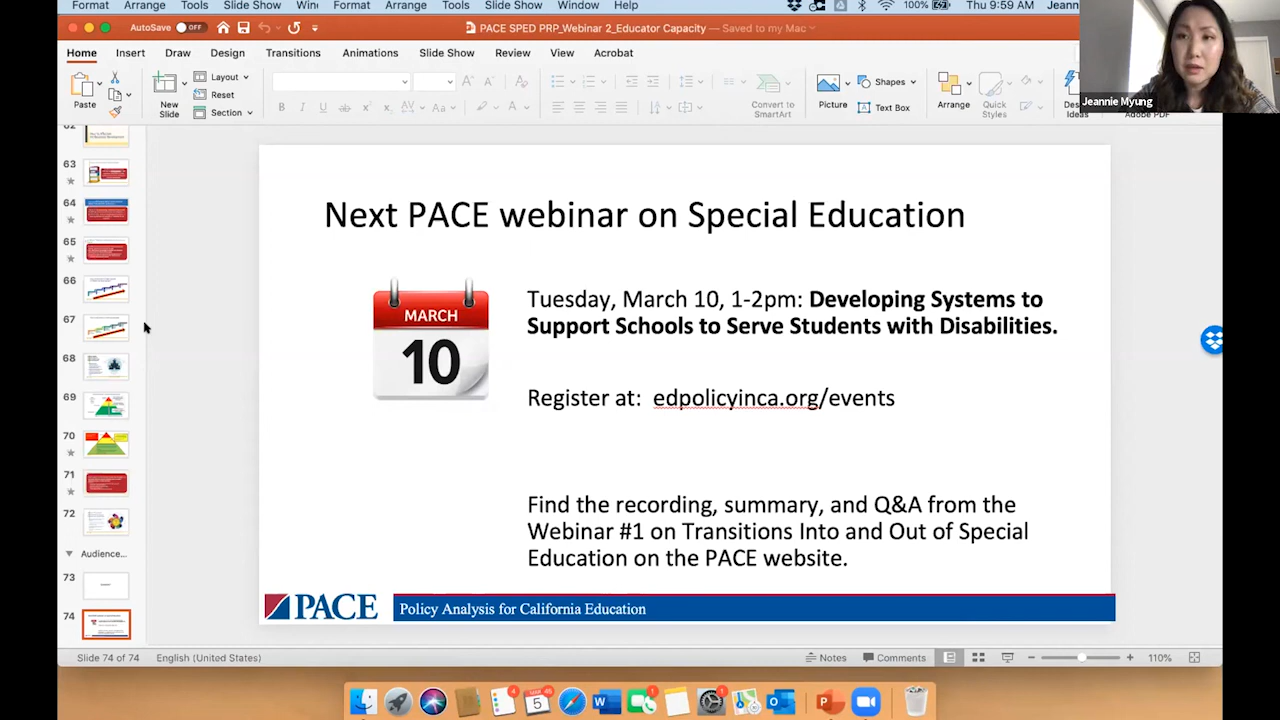 Format Arrange Tools Slide Show Win Format Arrange Tools Slide Show Window Help 100% Thu 9:59 AM Jeann
AutoSave OFF PACE SPED PRP_Webinar 2_Educator Capacity — Saved to my Mac
Home Insert Draw Design Transitions Animations Slide Show Review View Acrobat
Paste New Slide Layout Reset Section Convert to SmartArt Picture Shapes Text Box Arrange Quick Styles
Jeannie Myung
62
63
64
65
66
67
68
69
70
71
72
Audience...
73
74
Next PACE webinar on Special Education
MARCH
10
Tuesday, March 10, 1-2pm: Developing Systems to
Support Schools to Serve Students with Disabilities.
Register at: edpolicyinca.org/events
Find the recording, summary, and Q&A from the
Webinar #1 on Transitions Into and Out of Special
Education on the PACE website.
PACE Policy Analysis for California Education
Slide 74 of 74 English (United States) Notes Comments 110%